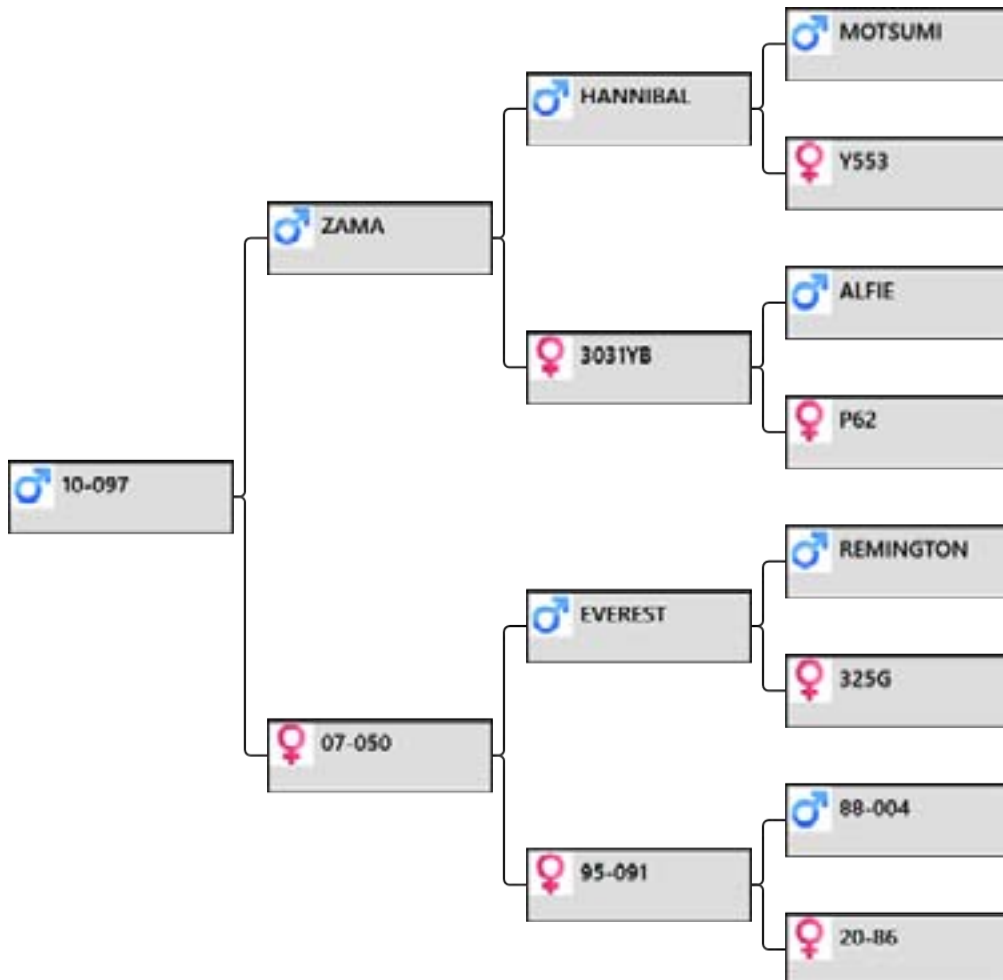 MOTSUMI
HANNIBAL
Y553
ZAMA
ALFIE
3031YB
P62
10-097
REMINGTON
EVEREST
325G
07-050
88-004
95-091
20-86